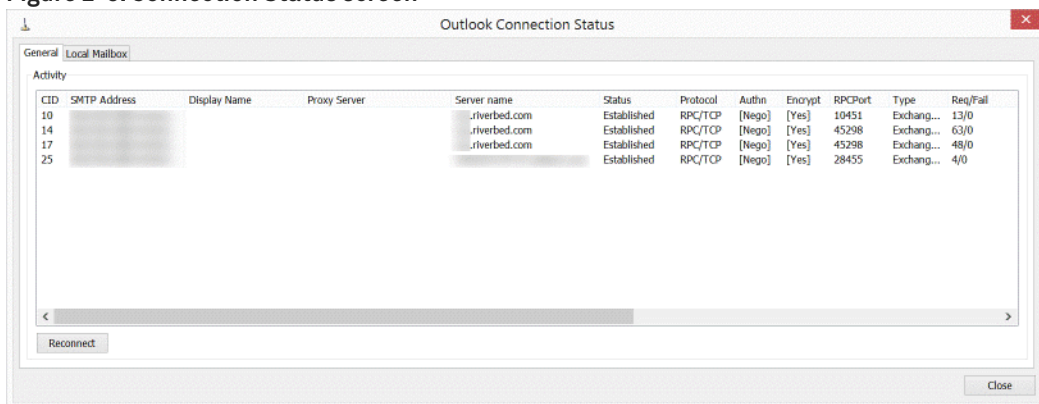 Outlook Connection Status
General Local Mailbox
Activity
CID SMTP Address Display Name Proxy Server Server name Status Protocol Authn Encrypt RPCPort Type Req/Fail
10 .riverbed.com Established RPC/TCP [Nego] [Yes] 10451 Exchang... 13/0
14 .riverbed.com Established RPC/TCP [Nego] [Yes] 45298 Exchang... 63/0
17 .riverbed.com Established RPC/TCP [Nego] [Yes] 45298 Exchang... 48/0
25 Established RPC/TCP [Nego] [Yes] 28455 Exchang... 4/0
Reconnect
Close